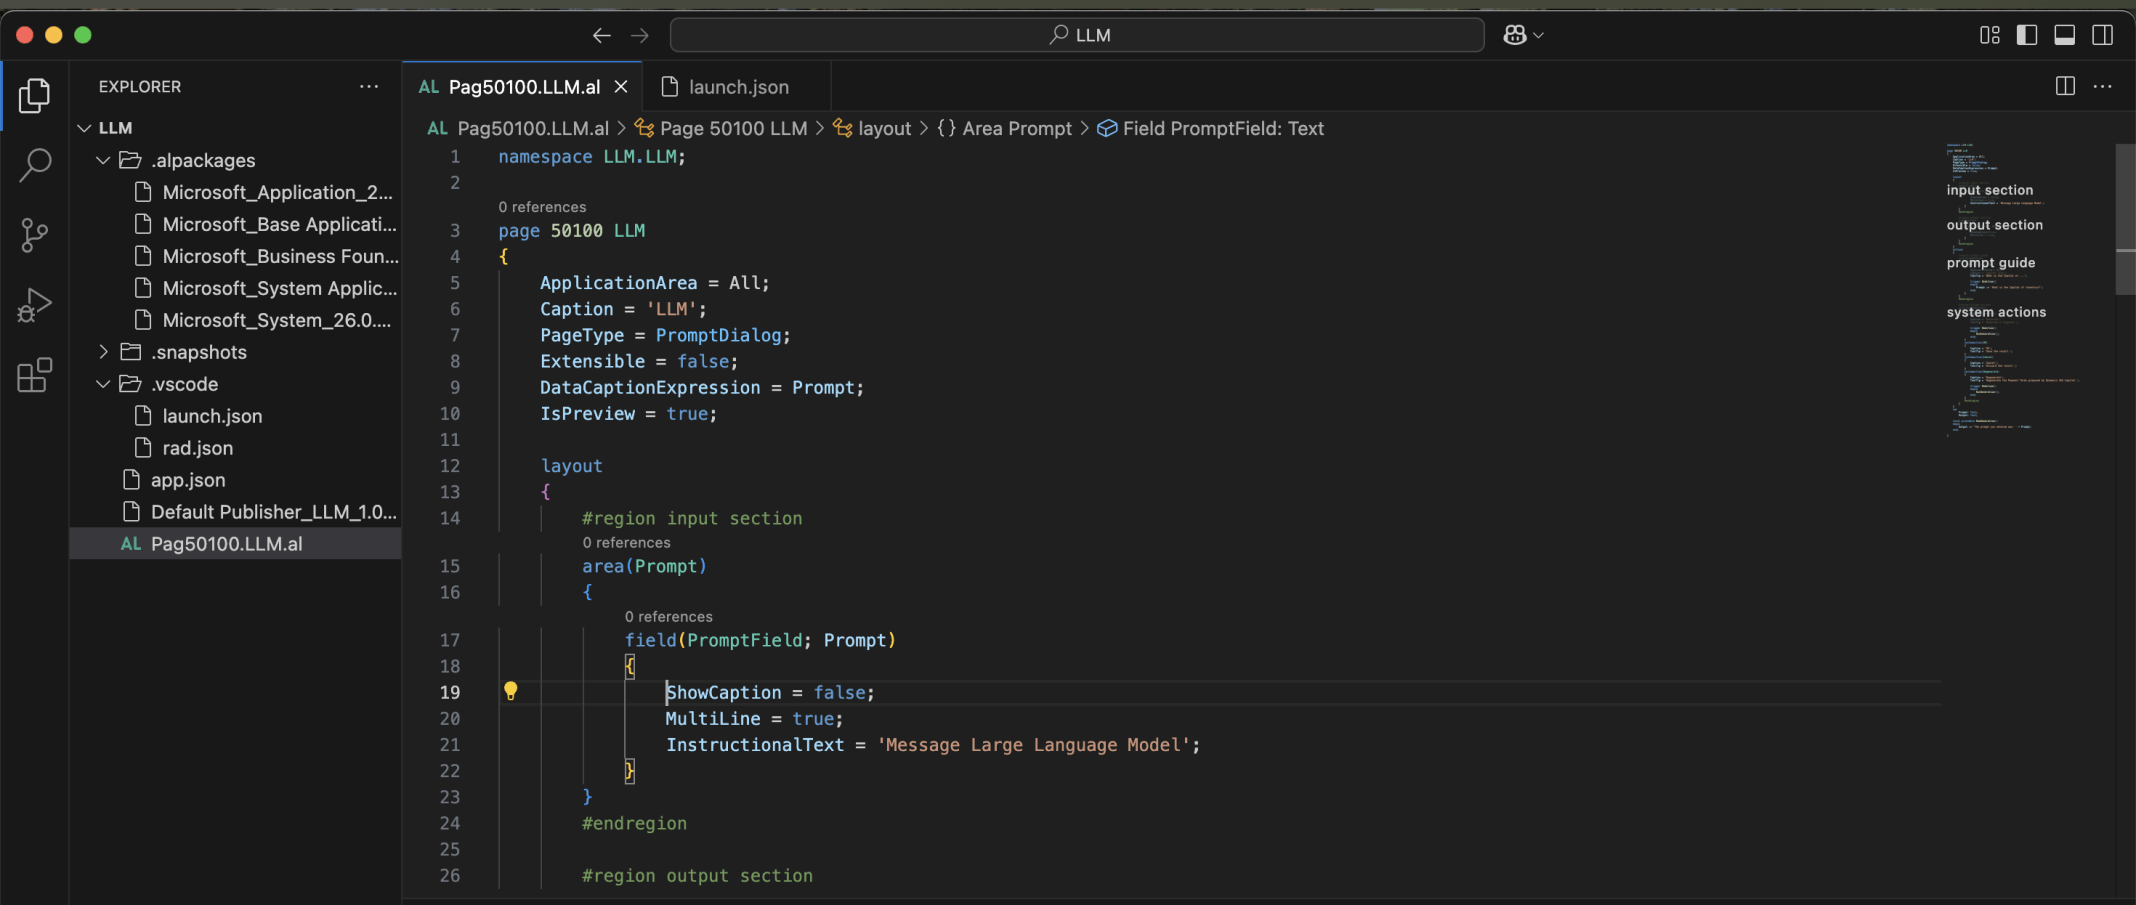 LLM
EXPLORER
LLM
.alpackages
Microsoft_Application_2...
Microsoft_Base Applicati...
Microsoft_Business Foun...
Microsoft_System Applic...
Microsoft_System_26.0....
.snapshots
.vscode
launch.json
rad.json
app.json
Default Publisher_LLM_1.0...
AL Pag50100.LLM.al
AL Pag50100.LLM.al
launch.json
AL Pag50100.LLM.al > Page 50100 LLM > layout > {} Area Prompt > Field PromptField: Text
1 namespace LLM.LLM;
2
0 references
3 page 50100 LLM
4 {
5 ApplicationArea = All;
6 Caption = 'LLM';
7 PageType = PromptDialog;
8 Extensible = false;
9 DataCaptionExpression = Prompt;
10 IsPreview = true;
11
12 layout
13 {
14 #region input section
0 references
15 area(Prompt)
16 {
0 references
17 field(PromptField; Prompt)
18 {
19 ShowCaption = false;
20 MultiLine = true;
21 InstructionalText = 'Message Large Language Model';
22 }
23 }
24 #endregion
25
26 #region output section
input section
output section
prompt guide
system actions